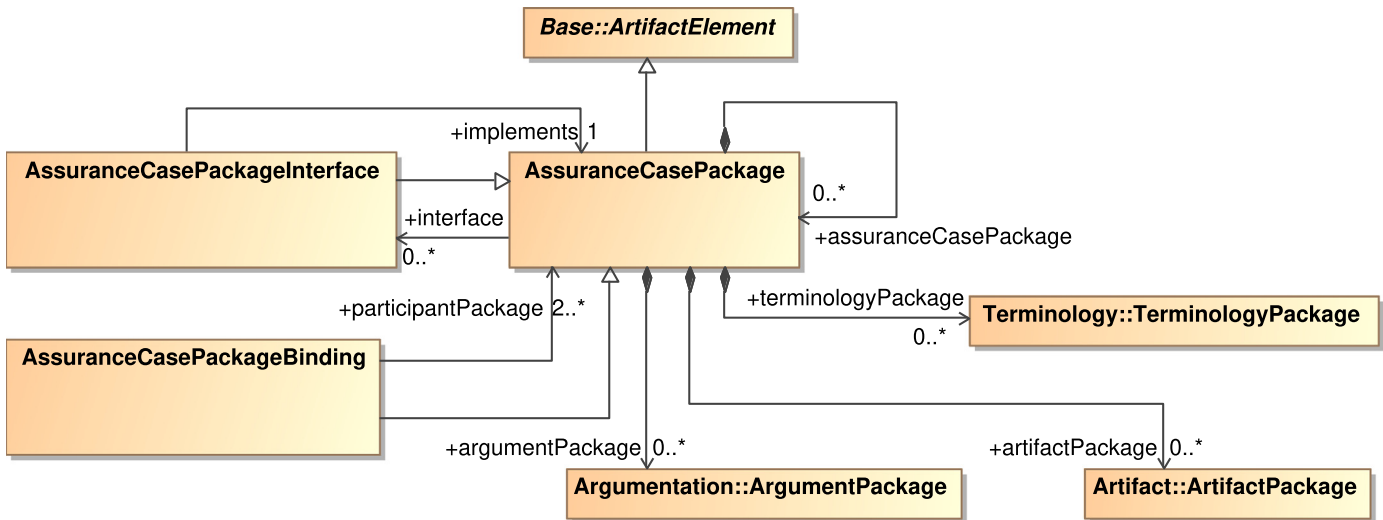 Base::ArtifactElement
+implements 1
AssuranceCasePackageInterface
AssuranceCasePackage
0..*
+interface
0..*
+assuranceCasePackage
+participantPackage 2..*
+terminologyPackage
0..*
Terminology::TerminologyPackage
AssuranceCasePackageBinding
+argumentPackage 0..*
+artifactPackage 0..*
Argumentation::ArgumentPackage
Artifact::ArtifactPackage